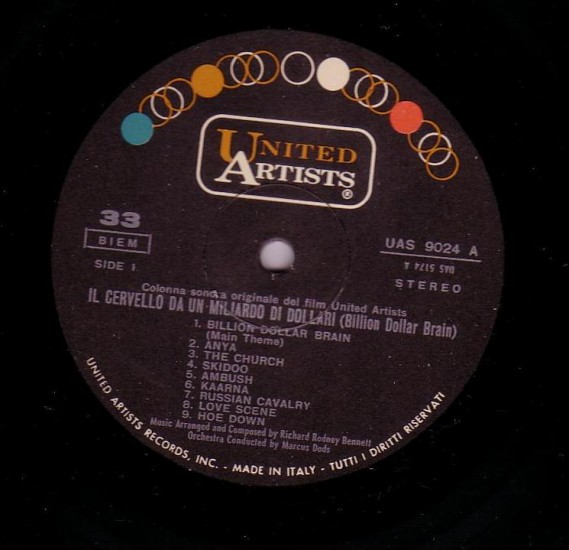 UNITED
ARTISTS
®
33
BIEM
SIDE 1
UAS 9024 A
UAS 5174 A
STEREO
Colonna sonora originale del film United Artists
IL CERVELLO DA UN MILIARDO DI DOLLARI (Billion Dollar Brain)
1. BILLION DOLLAR BRAIN
(Main Theme)
2. ANYA
3. THE CHURCH
4. SKIDOO
5. AMBUSH
6. KAARNA
7. RUSSIAN CAVALRY
8. LOVE SCENE
9. HOE DOWN
Music Arranged and Composed by Richard Rodney Bennett
Orchestra Conducted by Marcus Dods
UNITED ARTISTS RECORDS, INC. - MADE IN ITALY - TUTTI I DIRITTI RISERVATI